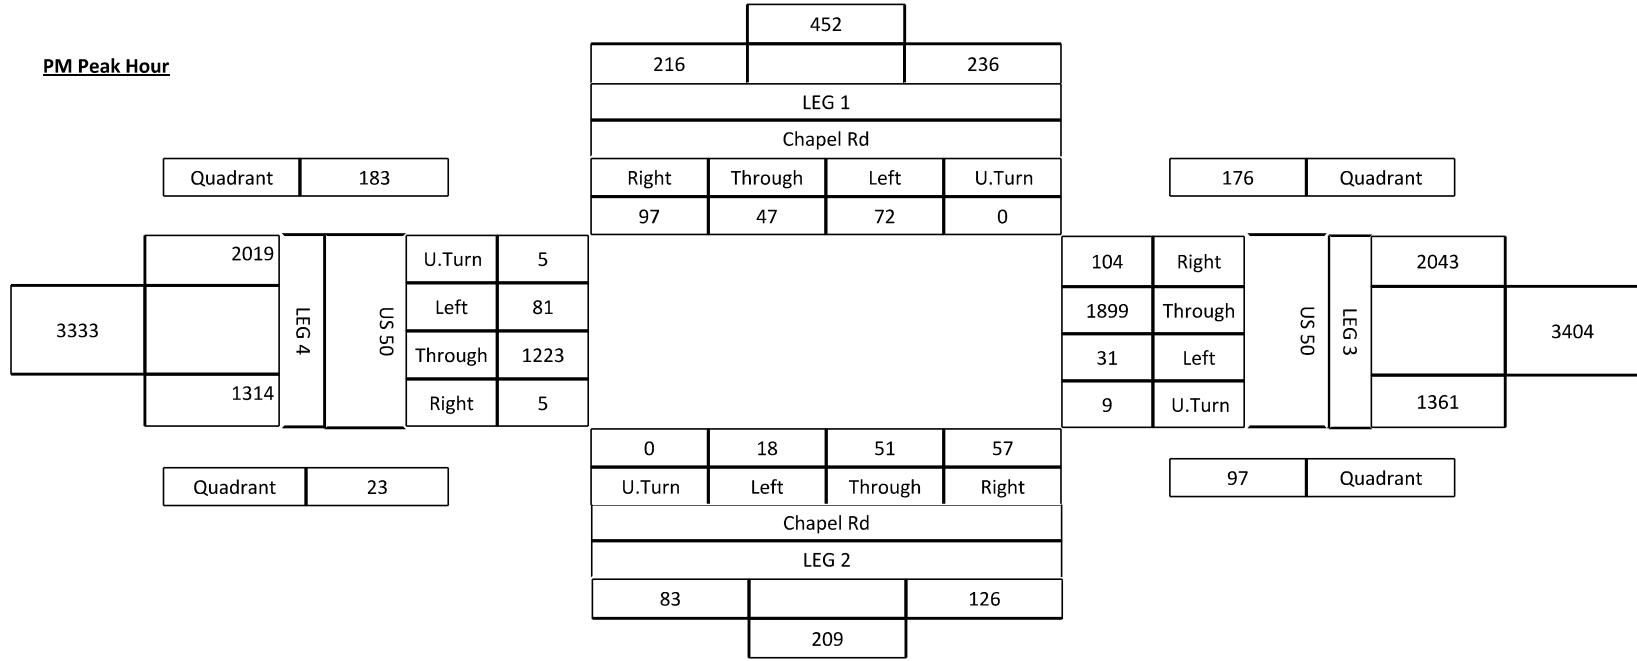 452
PM Peak Hour
216 236
LEG 1
Chapel Rd
Quadrant 183
Right Through Left U.Turn
176 Quadrant
97 47 72 0
2019
U.Turn 5
104 Right
2043
Left 81
1899 Through
3333
LEG 4
US 50
US 50
LEG 3
3404
Through 1223
31 Left
1314
Right 5
9 U.Turn
1361
0 18 51 57
Quadrant 23
U.Turn Left Through Right
97 Quadrant
Chapel Rd
LEG 2
83 126
209